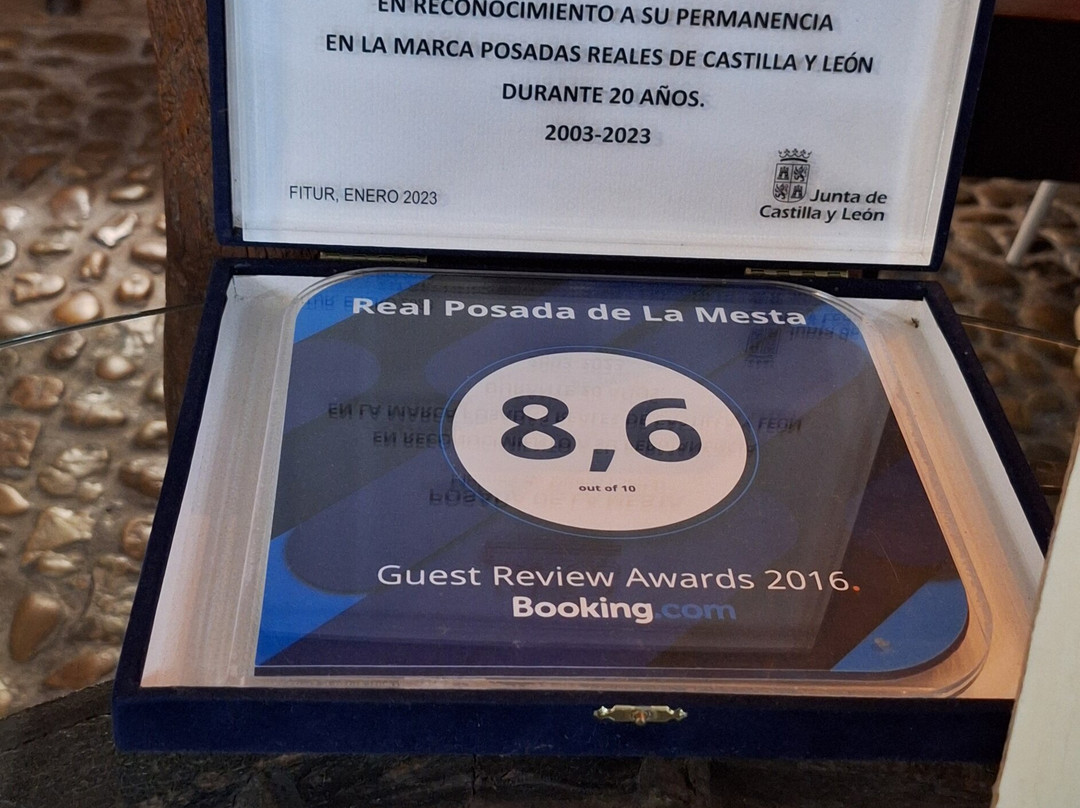 EN RECONOCIMIENTO A SU PERMANENCIA
EN LA MARCA POSADAS REALES DE CASTILLA Y LEÓN
DURANTE 20 AÑOS.
2003-2023
FITUR, ENERO 2023
Junta de
Castilla y León
Real Posada de La Mesta
8,6
out of 10
Guest Review Awards 2016.
Booking.com